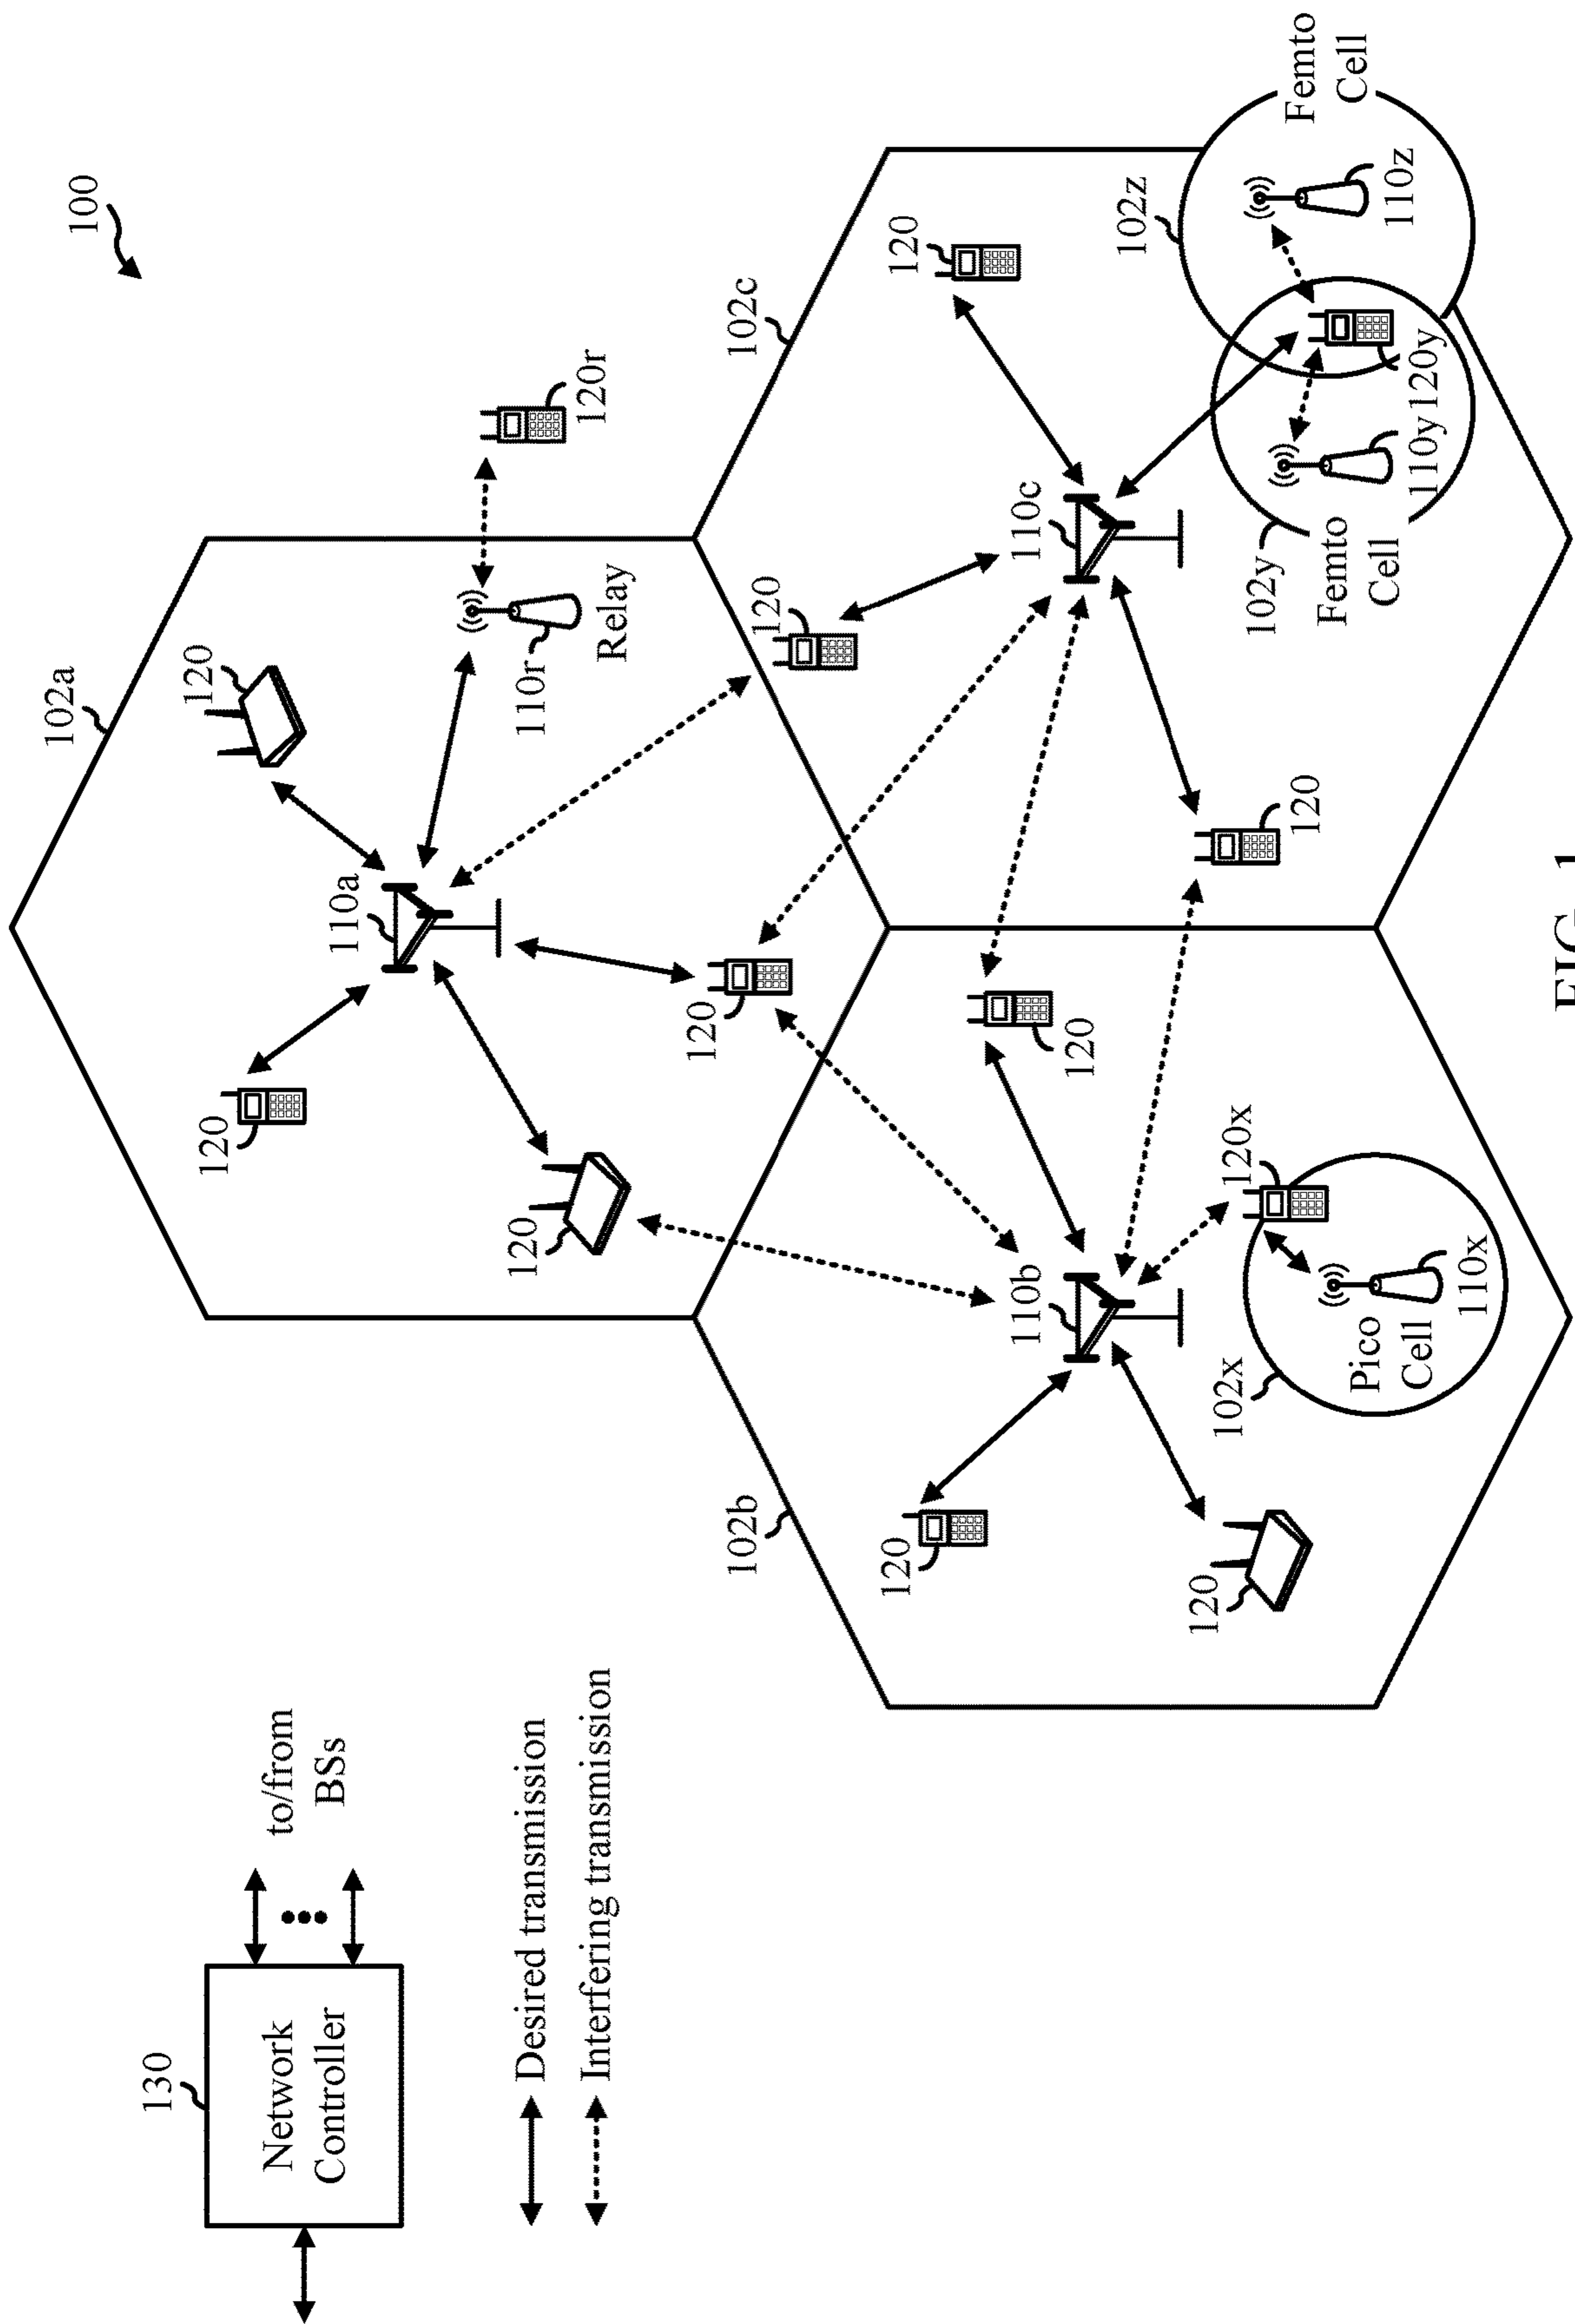 100
130
Network
Controller
to/from
BSs
Desired transmission
Interfering transmission
102a
120
120
110a
120
110r
Relay
120r
120
120
102b
120
110b
120
120
102x
Pico
Cell
110x
120x
102c
120
120
110c
120
102y
Femto
Cell
110y
120y
102z
110z
Femto
Cell
FIG. 1